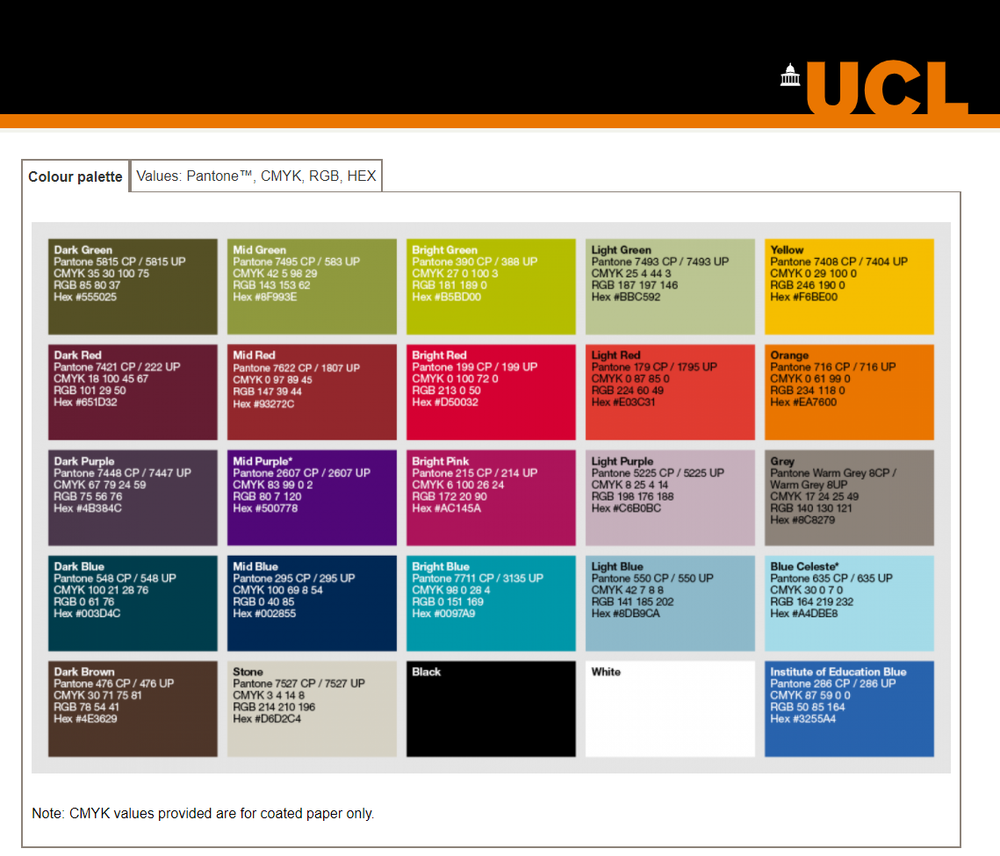 UCL
Colour palette
Values: Pantone™, CMYK, RGB, HEX
Dark Green
Pantone 5815 CP / 5815 UP
CMYK 35 30 100 75
RGB 85 80 37
Hex #555025
Mid Green
Pantone 7495 CP / 583 UP
CMYK 42 5 98 29
RGB 143 153 62
Hex #8F993E
Bright Green
Pantone 390 CP / 388 UP
CMYK 27 0 100 3
RGB 181 189 0
Hex #B5BD00
Light Green
Pantone 7493 CP / 7493 UP
CMYK 25 4 44 3
RGB 187 197 146
Hex #BBC592
Yellow
Pantone 7408 CP / 7404 UP
CMYK 0 29 100 0
RGB 246 190 0
Hex #F6BE00
Dark Red
Pantone 7421 CP / 222 UP
CMYK 18 100 45 67
RGB 101 29 50
Hex #651D32
Mid Red
Pantone 7622 CP / 1807 UP
CMYK 0 97 89 45
RGB 147 39 44
Hex #93272C
Bright Red
Pantone 199 CP / 199 UP
CMYK 0 100 72 0
RGB 213 0 50
Hex #D50032
Light Red
Pantone 179 CP / 1795 UP
CMYK 0 87 85 0
RGB 224 60 49
Hex #E03C31
Orange
Pantone 716 CP / 716 UP
CMYK 0 61 99 0
RGB 234 118 0
Hex #EA7600
Dark Purple
Pantone 7448 CP / 7447 UP
CMYK 67 79 24 59
RGB 75 56 76
Hex #4B384C
Mid Purple*
Pantone 2607 CP / 2607 UP
CMYK 83 99 0 2
RGB 80 7 120
Hex #500778
Bright Pink
Pantone 215 CP / 214 UP
CMYK 6 100 26 24
RGB 172 20 90
Hex #AC145A
Light Purple
Pantone 5225 CP / 5225 UP
CMYK 8 25 4 14
RGB 198 176 188
Hex #C6B0BC
Grey
Pantone Warm Grey 8CP /
Warm Grey 8UP
CMYK 17 24 25 49
RGB 140 130 121
Hex #8C8279
Dark Blue
Pantone 548 CP / 548 UP
CMYK 100 21 28 76
RGB 0 61 76
Hex #003D4C
Mid Blue
Pantone 295 CP / 295 UP
CMYK 100 69 8 54
RGB 0 40 85
Hex #002855
Bright Blue
Pantone 7711 CP / 3135 UP
CMYK 98 0 28 4
RGB 0 151 169
Hex #0097A9
Light Blue
Pantone 550 CP / 550 UP
CMYK 42 7 8 8
RGB 141 185 202
Hex #8DB9CA
Blue Celeste*
Pantone 635 CP / 635 UP
CMYK 30 0 7 0
RGB 164 219 232
Hex #A4DBE8
Dark Brown
Pantone 476 CP / 476 UP
CMYK 30 71 75 81
RGB 78 54 41
Hex #4E3629
Stone
Pantone 7527 CP / 7527 UP
CMYK 3 4 14 8
RGB 214 210 196
Hex #D6D2C4
Black
White
Institute of Education Blue
Pantone 286 CP / 286 UP
CMYK 87 59 0 0
RGB 50 85 164
Hex #3255A4
Note: CMYK values provided are for coated paper only.